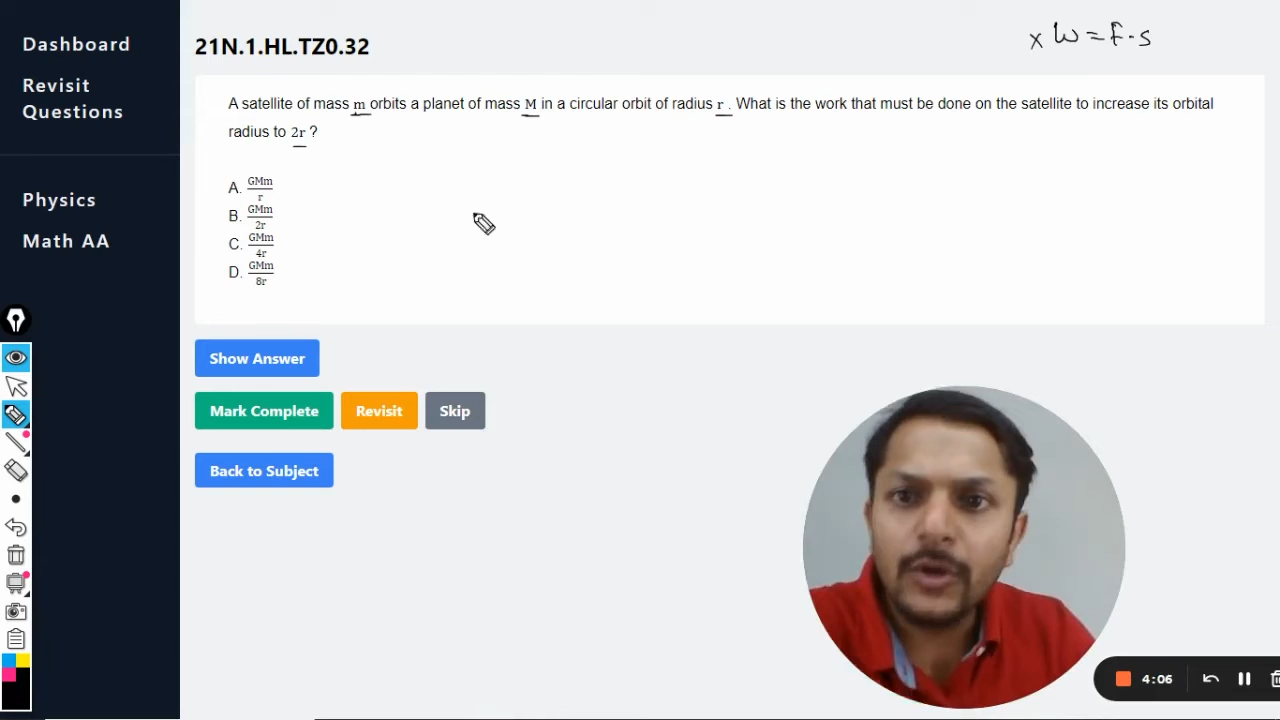 Dashboard
Revisit
Questions
Physics
Math AA
21N.1.HL.TZ0.32
x W = F · s
A satellite of mass m orbits a planet of mass M in a circular orbit of radius r . What is the work that must be done on the satellite to increase its orbital
radius to 2r ?
A. GMm/r
B. GMm/2r
C. GMm/4r
D. GMm/8r
Show Answer
Mark Complete
Revisit
Skip
Back to Subject
4:06